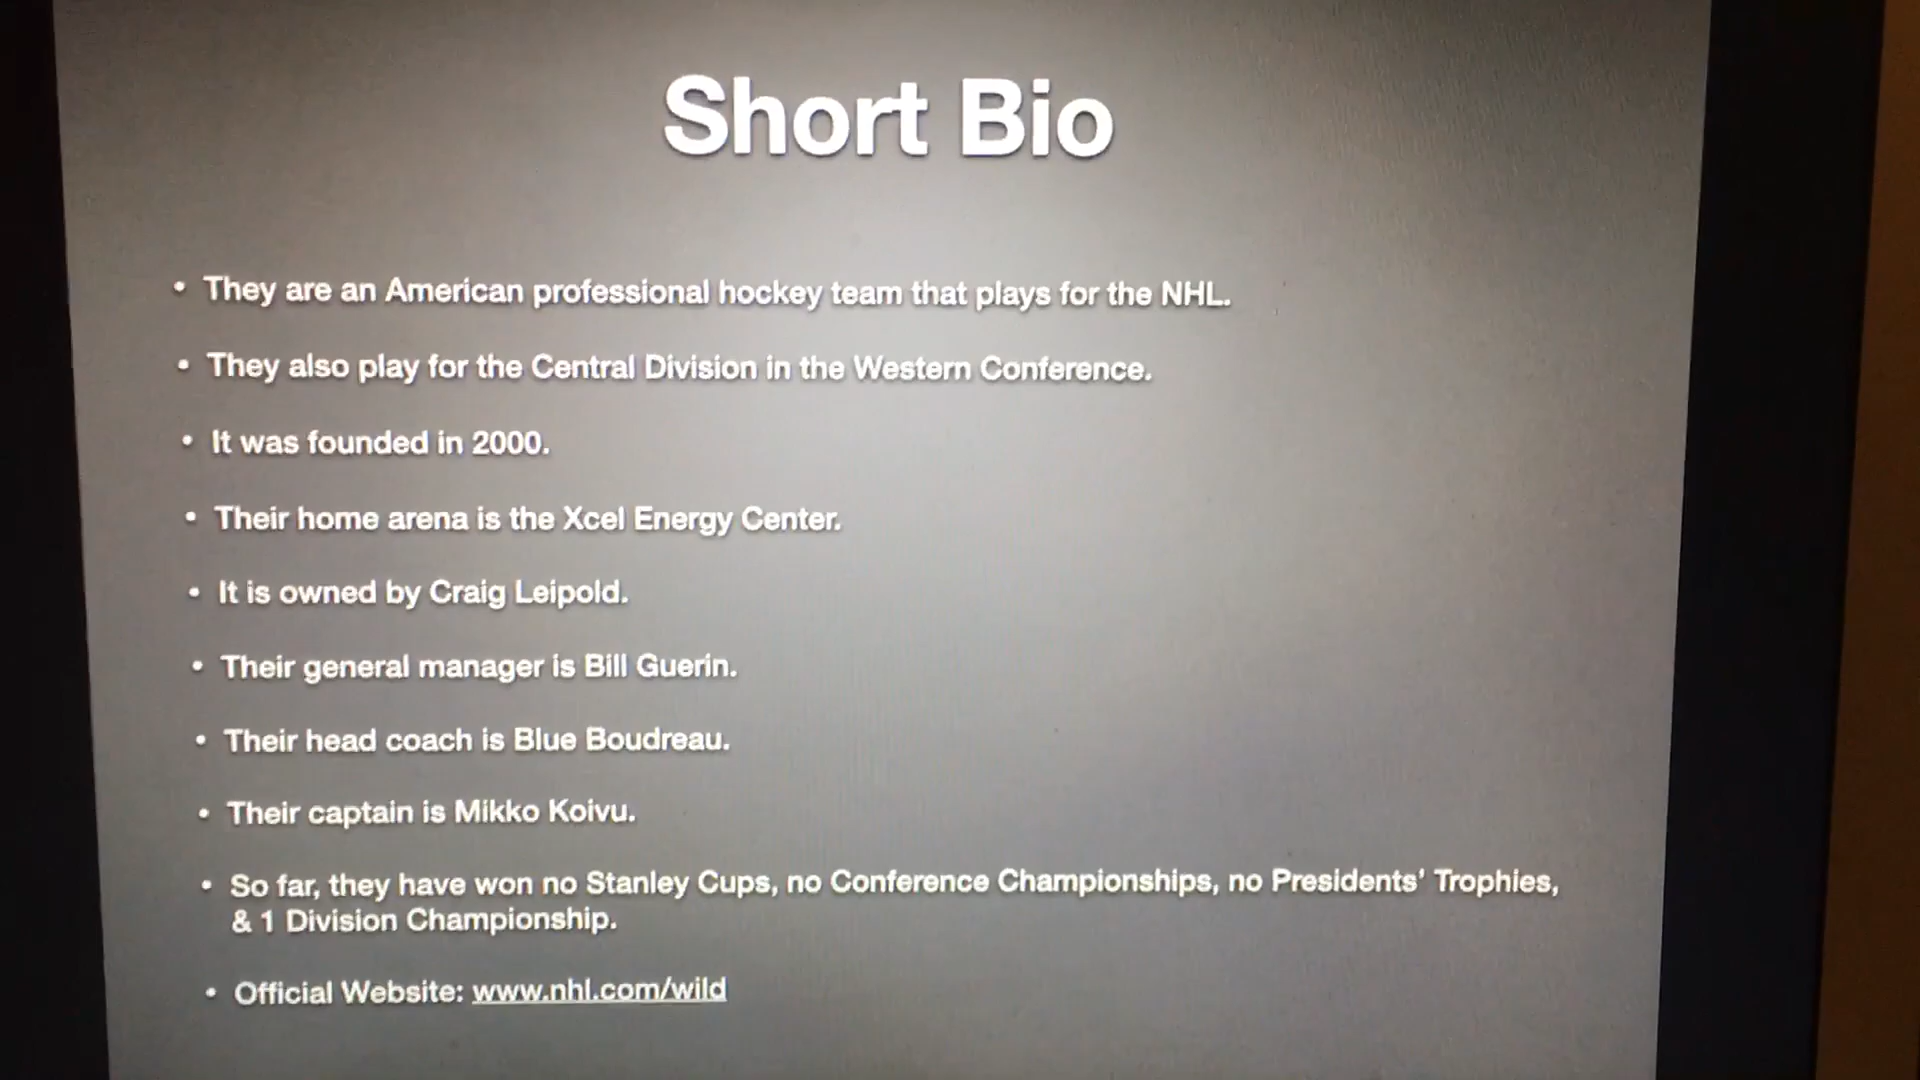 Short Bio
• They are an American professional hockey team that plays for the NHL.
• They also play for the Central Division in the Western Conference.
• It was founded in 2000.
• Their home arena is the Xcel Energy Center.
• It is owned by Craig Leipold.
• Their general manager is Bill Guerin.
• Their head coach is Blue Boudreau.
• Their captain is Mikko Koivu.
• So far, they have won no Stanley Cups, no Conference Championships, no Presidents' Trophies,
& 1 Division Championship.
• Official Website: www.nhl.com/wild